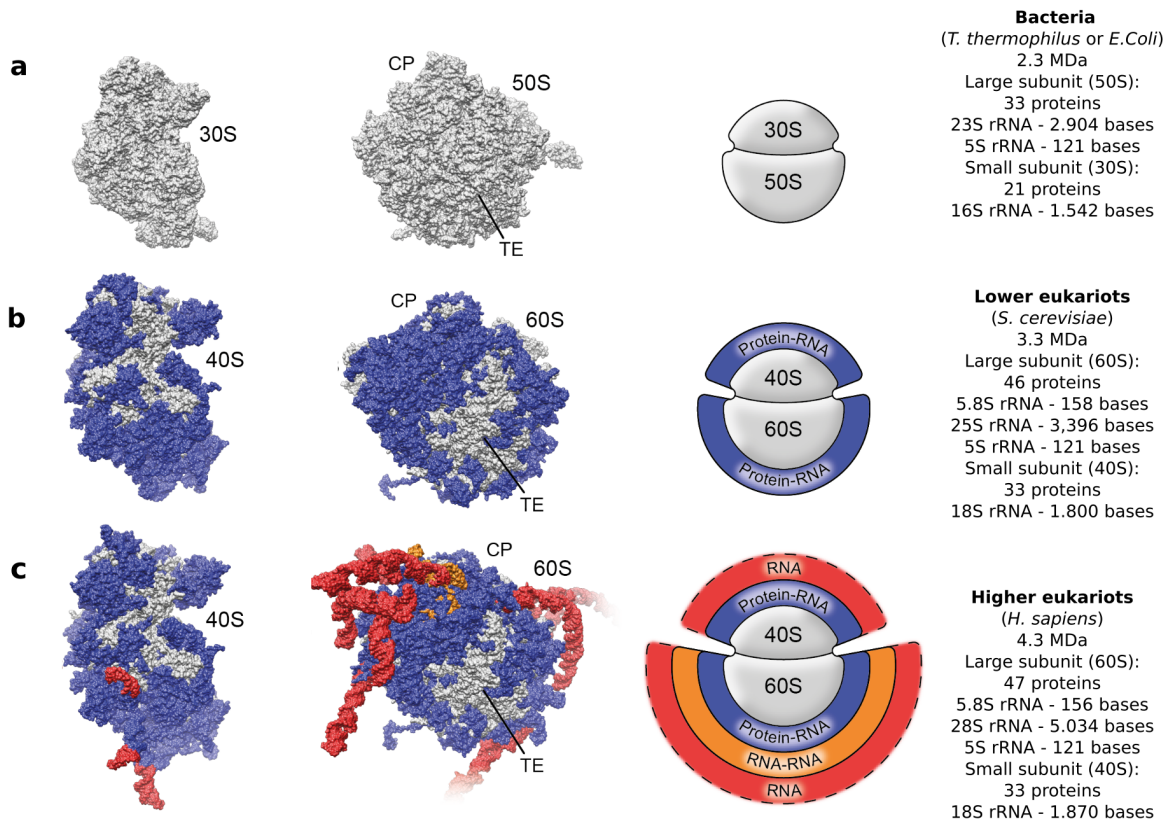 a
30S
CP
50S
TE
30S
50S
Bacteria
(T. thermophilus or E.Coli)
2.3 MDa
Large subunit (50S):
33 proteins
23S rRNA - 2.904 bases
5S rRNA - 121 bases
Small subunit (30S):
21 proteins
16S rRNA - 1.542 bases
b
40S
CP
60S
TE
Protein-RNA
40S
60S
Protein-RNA
Lower eukariots
(S. cerevisiae)
3.3 MDa
Large subunit (60S):
46 proteins
5.8S rRNA - 158 bases
25S rRNA - 3,396 bases
5S rRNA - 121 bases
Small subunit (40S):
33 proteins
18S rRNA - 1.800 bases
c
40S
CP
60S
TE
RNA
Protein-RNA
40S
60S
Protein-RNA
RNA-RNA
RNA
Higher eukariots
(H. sapiens)
4.3 MDa
Large subunit (60S):
47 proteins
5.8S rRNA - 156 bases
28S rRNA - 5.034 bases
5S rRNA - 121 bases
Small subunit (40S):
33 proteins
18S rRNA - 1.870 bases